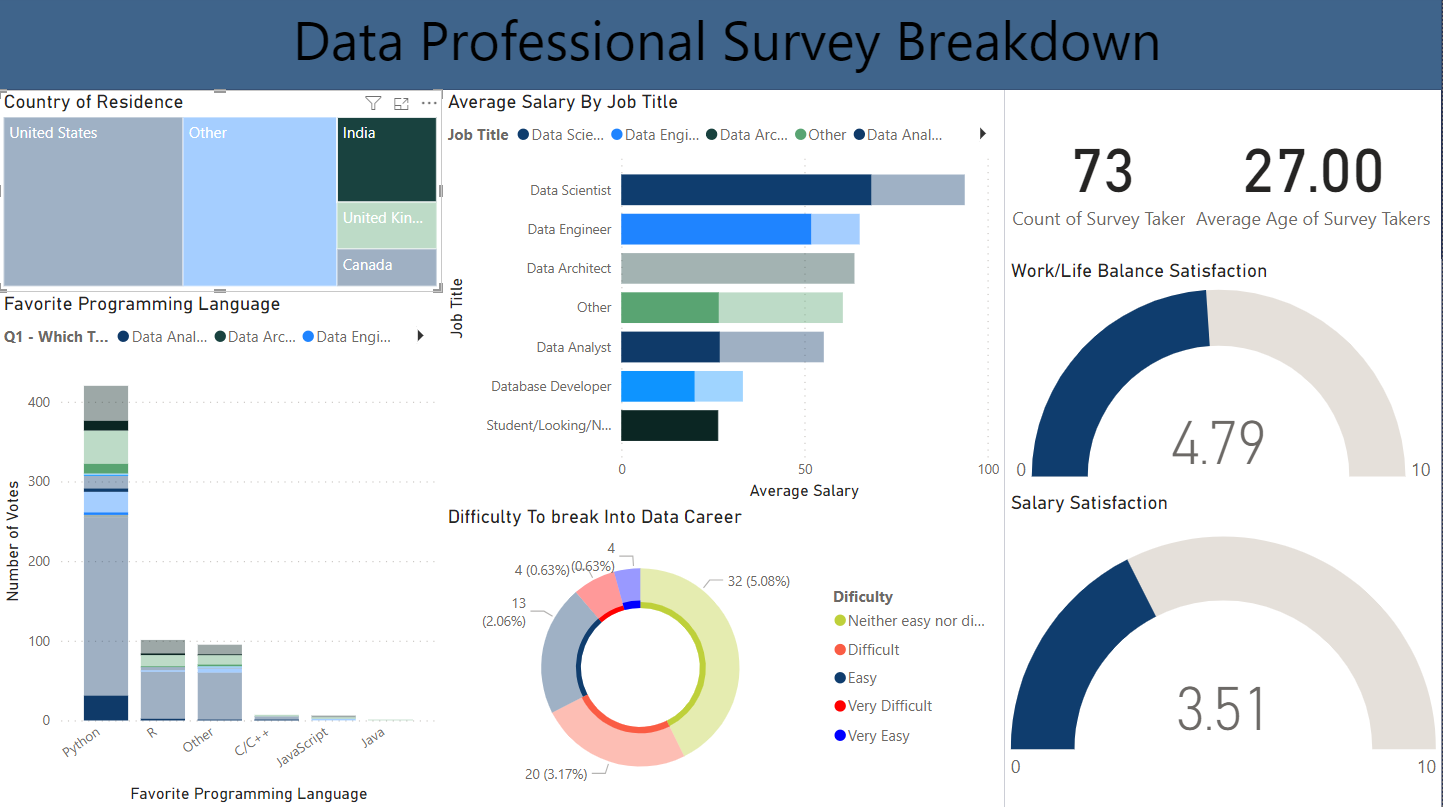 Data Professional Survey Breakdown
Country of Residence
United States
Other
India
United Kin...
Canada
Favorite Programming Language
Q1 - Which T... Data Anal... Data Arc... Data Engi...
Number of Votes
400
300
200
100
0
Python
R
Other
C/C++
JavaScript
Java
Favorite Programming Language
Average Salary By Job Title
Job Title Data Scie... Data Engi... Data Arc... Other Data Anal...
Job Title
Data Scientist
Data Engineer
Data Architect
Other
Data Analyst
Database Developer
Student/Looking/N...
0 50 100
Average Salary
Difficulty To break Into Data Career
4
(0.63%)
4 (0.63%)
32 (5.08%)
13
(2.06%)
20 (3.17%)
Dificulty
Neither easy nor di...
Difficult
Easy
Very Difficult
Very Easy
73
Count of Survey Taker
27.00
Average Age of Survey Takers
Work/Life Balance Satisfaction
4.79
0 10
Salary Satisfaction
3.51
0 10